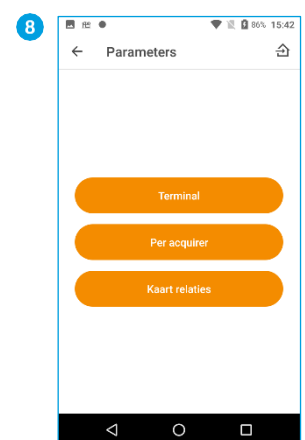 8
86% 15:42
Parameters
Terminal
Per acquirer
Kaart relaties